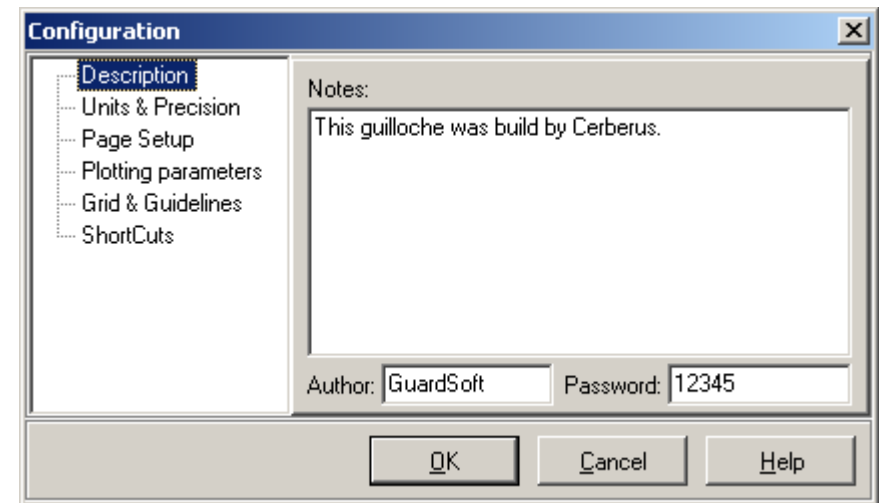 Configuration
Description
Units & Precision
Page Setup
Plotting parameters
Grid & Guidelines
ShortCuts
Notes:
This guilloche was build by Cerberus.
Author: GuardSoft Password: 12345
OK Cancel Help